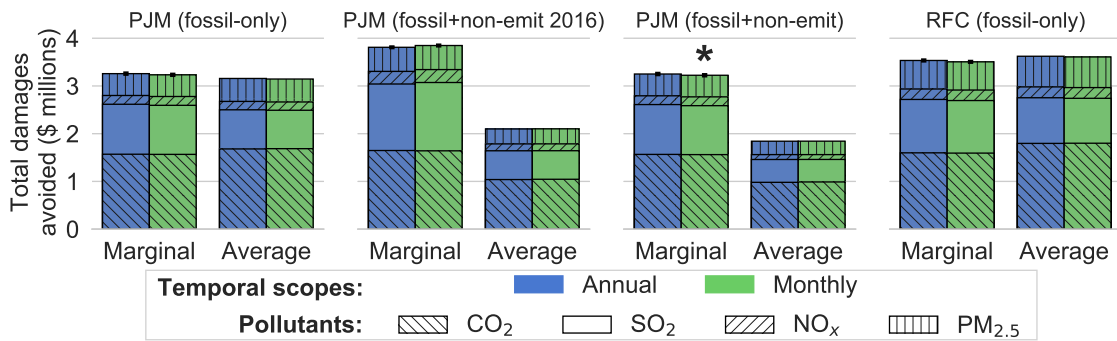 PJM (fossil-only)
PJM (fossil+non-emit 2016)
PJM (fossil+non-emit)
RFC (fossil-only)
Total damages
avoided ($ millions)
4
3
2
1
0
*
Marginal Average
Marginal Average
Marginal Average
Marginal Average
Temporal scopes: Annual Monthly
Pollutants: CO₂ SO₂ NOₓ PM₂.₅